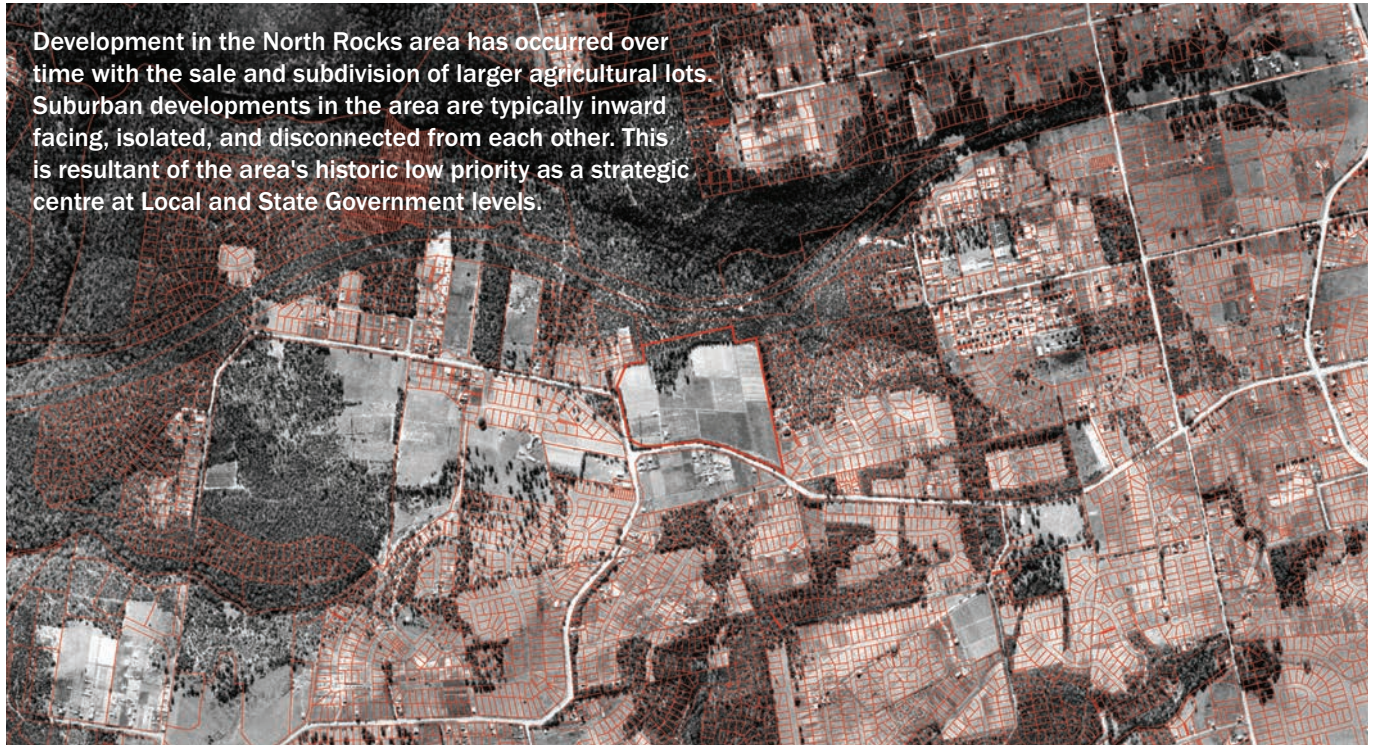 Development in the North Rocks area has occurred over
time with the sale and subdivision of larger agricultural lots.
Suburban developments in the area are typically inward
facing, isolated, and disconnected from each other. This
is resultant of the area's historic low priority as a strategic
centre at Local and State Government levels.